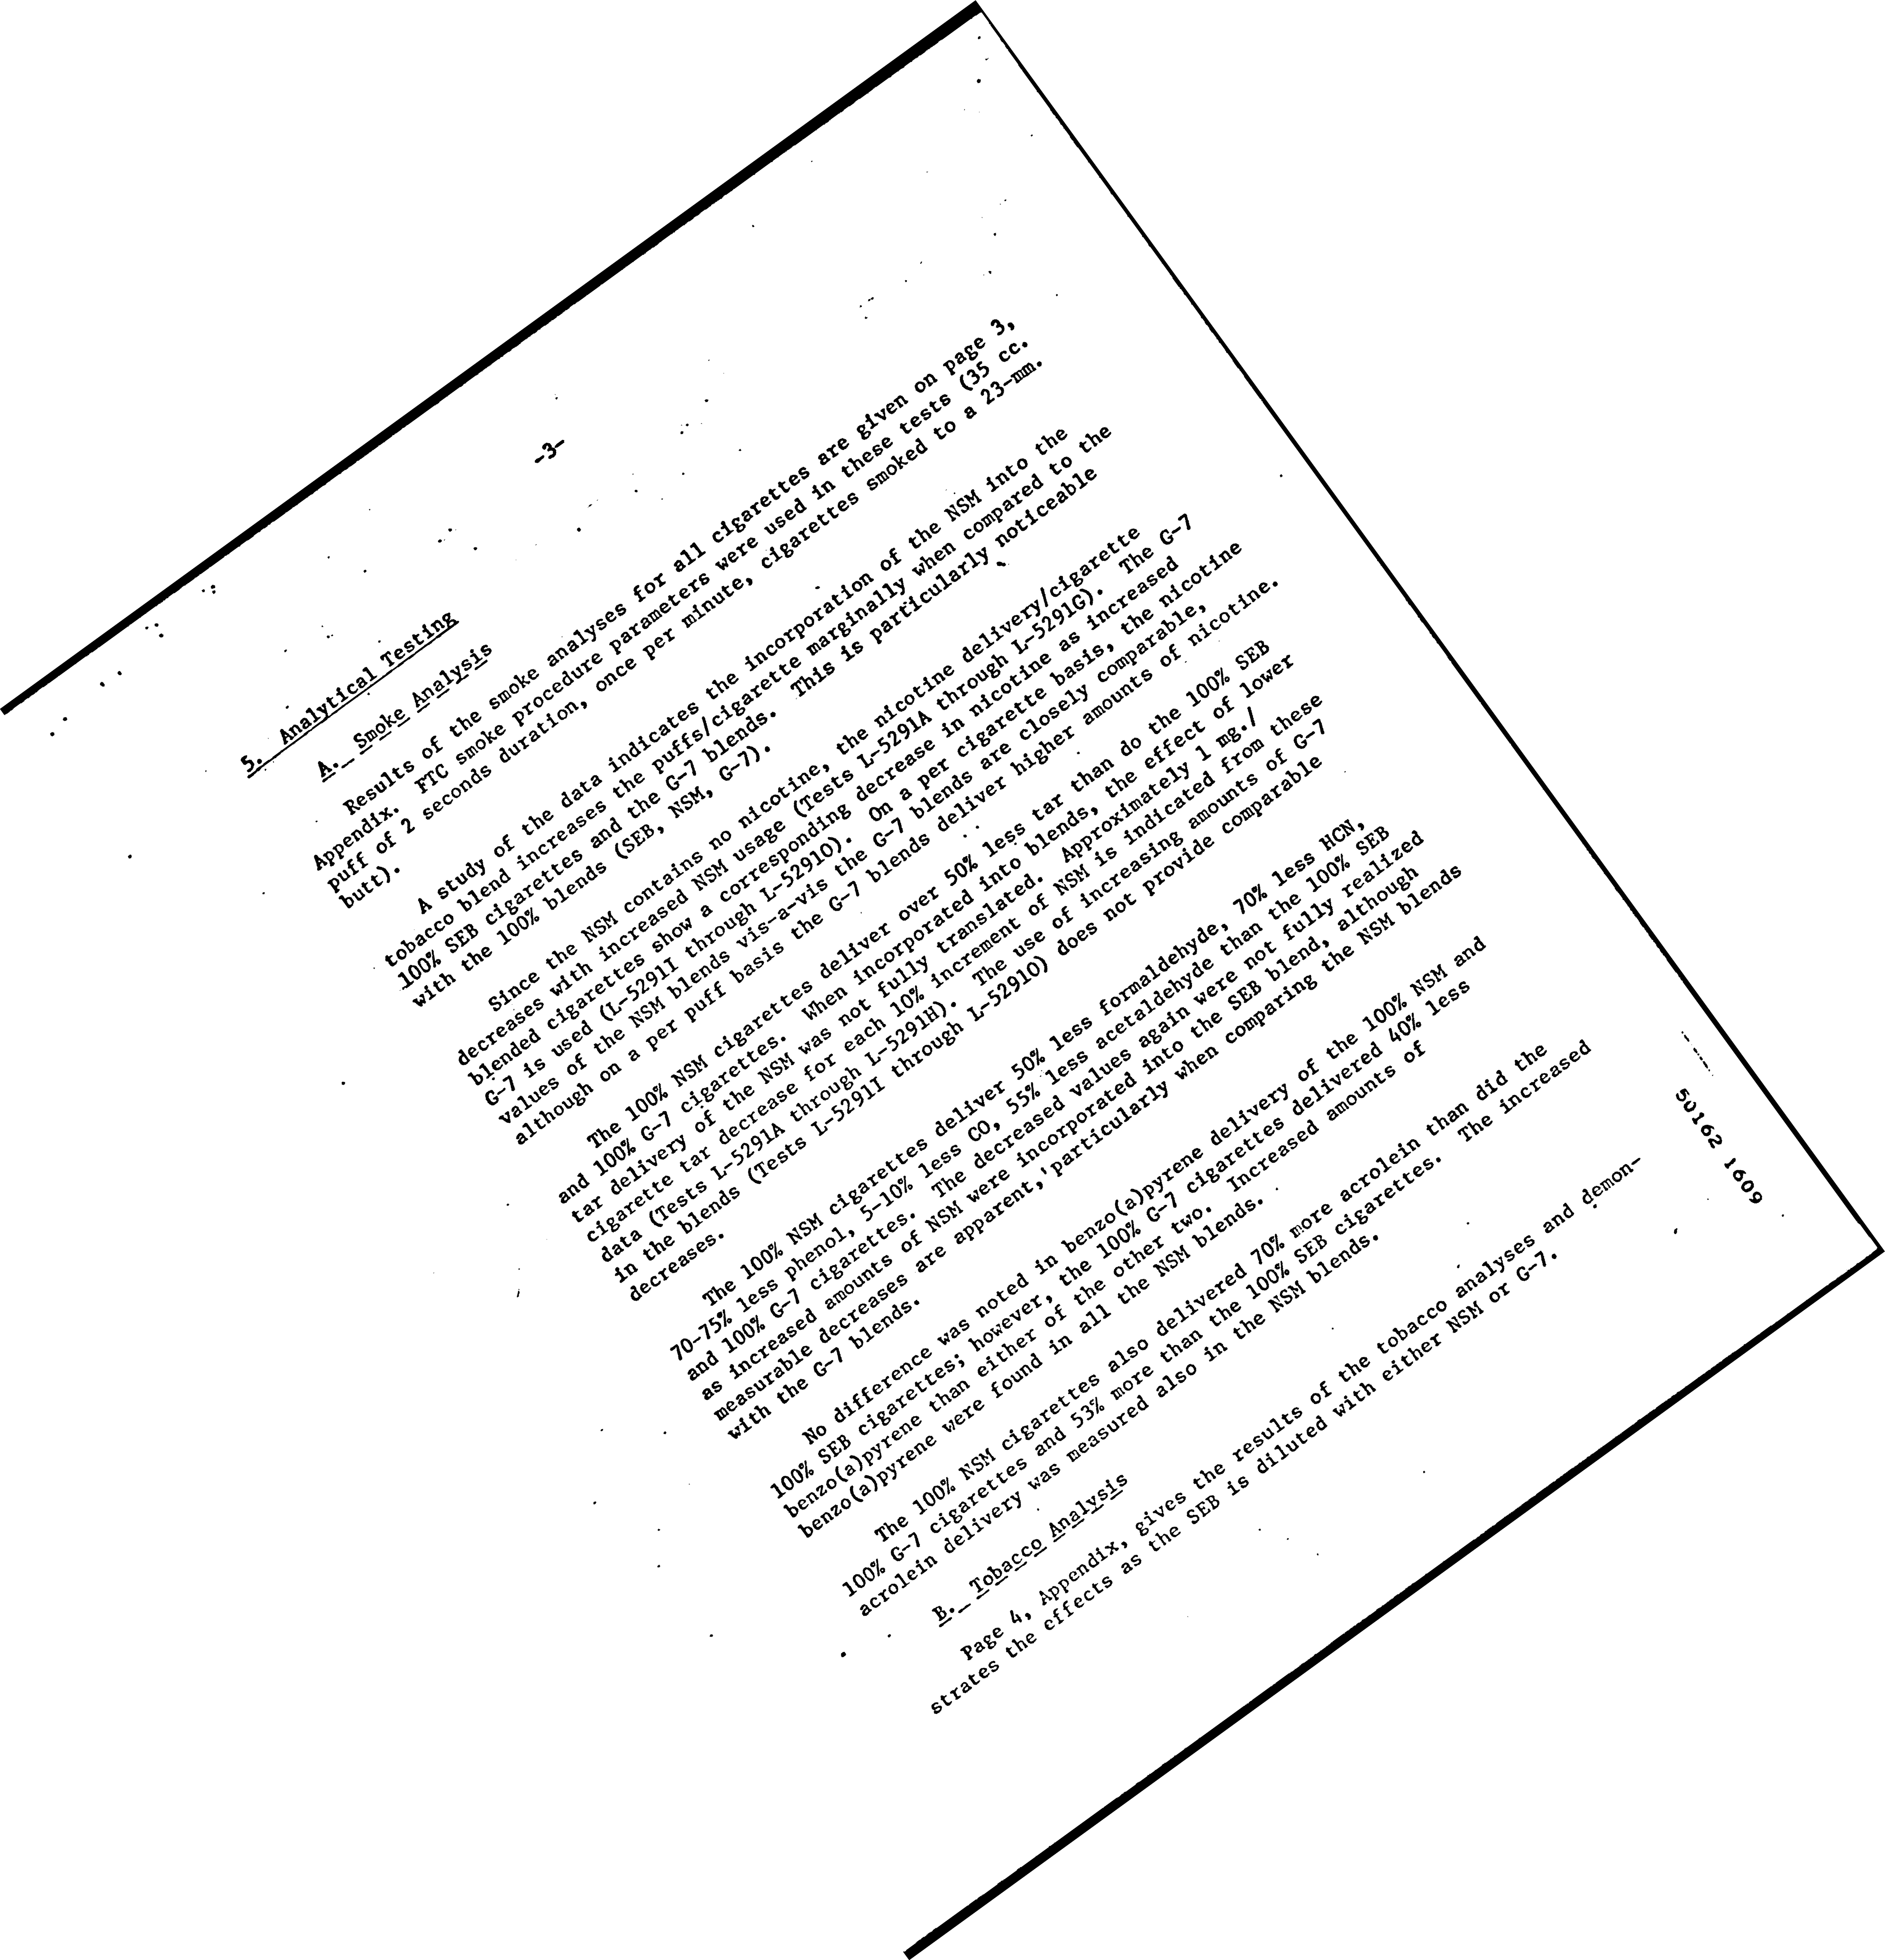 -3-
5. Analytical Testing
A. Smoke Analysis
Results of the smoke analyses for all cigarettes are given on page 3,
Appendix. FTC smoke procedure parameters were used in these tests (35 cc.
puff of 2 seconds duration, once per minute, cigarettes smoked to a 23-mm.
butt).
A study of the data indicates the incorporation of the NSM into the
tobacco blend increases the puffs/cigarette marginally when compared to the
100% SEB cigarettes and the G-7 blends. This is particularly noticeable
with the 100% blends (SEB, NSM, G-7).
Since the NSM contains no nicotine, the nicotine delivery/cigarette
decreases with increased NSM usage (Tests L-5291A through L-5291G). The G-7
blended cigarettes show a corresponding decrease in nicotine as increased
G-7 is used (L-5291I through L-5291O). On a per cigarette basis, the nicotine
values of the NSM blends vis-a-vis the G-7 blends are closely comparable,
although on a per puff basis the G-7 blends deliver higher amounts of nicotine.
The 100% NSM cigarettes deliver over 50% less tar than do the 100% SEB
and 100% G-7 cigarettes. When incorporated into blends, the effect of lower
tar delivery of the NSM was not fully translated. Approximately 1 mg./
cigarette tar decrease for each 10% increment of NSM is indicated from these
data (Tests L-5291A through L-5291H). The use of increasing amounts of G-7
in the blends (Tests L-5291I through L-5291O) does not provide comparable
decreases.
The 100% NSM cigarettes deliver 50% less formaldehyde, 70% less HCN,
70-75% less phenol, 5-10% less CO, 55% less acetaldehyde than the 100% SEB
and 100% G-7 cigarettes. The decreased values again were not fully realized
as increased amounts of NSM were incorporated into the SEB blend, although
measurable decreases are apparent, particularly when comparing the NSM blends
with the G-7 blends.
No difference was noted in benzo(a)pyrene delivery of the 100% NSM and
100% SEB cigarettes; however, the 100% G-7 cigarettes delivered 40% less
benzo(a)pyrene than either of the other two. Increased amounts of
benzo(a)pyrene were found in all the NSM blends.
The 100% NSM cigarettes also delivered 70% more acrolein than did the
100% G-7 cigarettes and 53% more than the 100% SEB cigarettes. The increased
acrolein delivery was measured also in the NSM blends.
B. Tobacco Analysis
Page 4, Appendix, gives the results of the tobacco analyses and demon-
strates the effects as the SEB is diluted with either NSM or G-7.
50162 1609